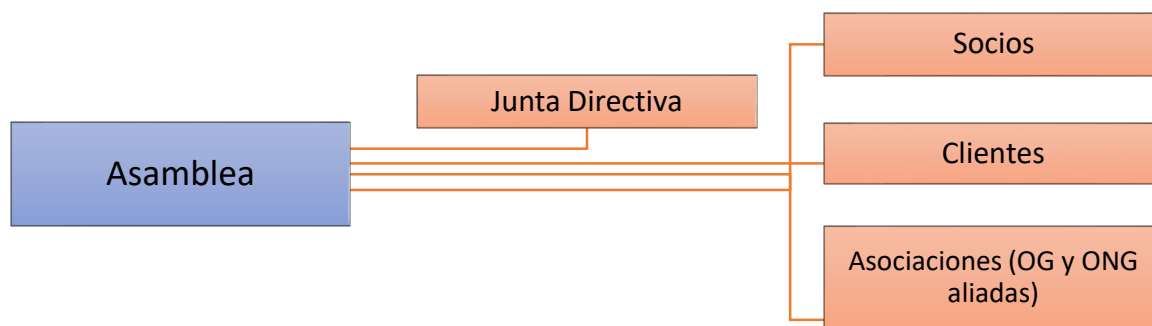 Asamblea
Junta Directiva
Socios
Clientes
Asociaciones (OG y ONG
aliadas)